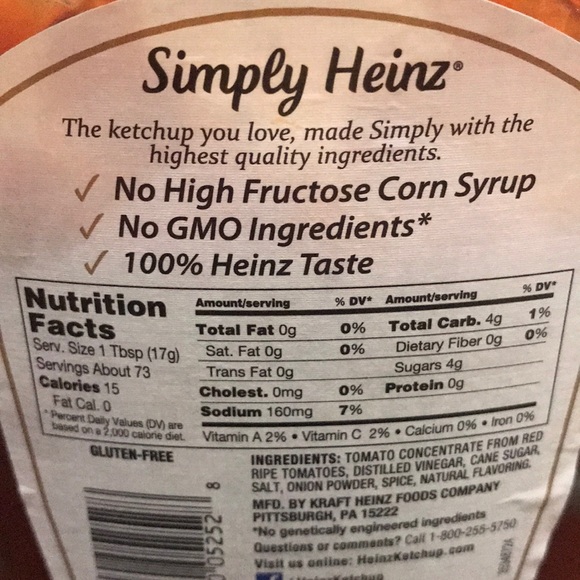 Simply Heinz®
The ketchup you love, made Simply with the
highest quality ingredients.
✓ No High Fructose Corn Syrup
✓ No GMO Ingredients*
✓ 100% Heinz Taste
Nutrition
Facts
Serv. Size 1 Tbsp (17g)
Servings About 73
Calories 15
Fat Cal. 0
*Percent Daily Values (DV) are
based on a 2,000 calorie diet.
Amount/serving % DV*
Total Fat 0g 0%
Sat. Fat 0g 0%
Trans Fat 0g
Cholest. 0mg 0%
Sodium 160mg 7%
Amount/serving % DV*
Total Carb. 4g 1%
Dietary Fiber 0g 0%
Sugars 4g
Protein 0g
Vitamin A 2% • Vitamin C 2% • Calcium 0% • Iron 0%
GLUTEN-FREE
INGREDIENTS: TOMATO CONCENTRATE FROM RED
RIPE TOMATOES, DISTILLED VINEGAR, CANE SUGAR,
SALT, ONION POWDER, SPICE, NATURAL FLAVORING.
MFD. BY KRAFT HEINZ FOODS COMPANY
PITTSBURGH, PA 15222
*No genetically engineered ingredients
Questions or comments? Call 1-800-255-5750
Visit us online: HeinzKetchup.com